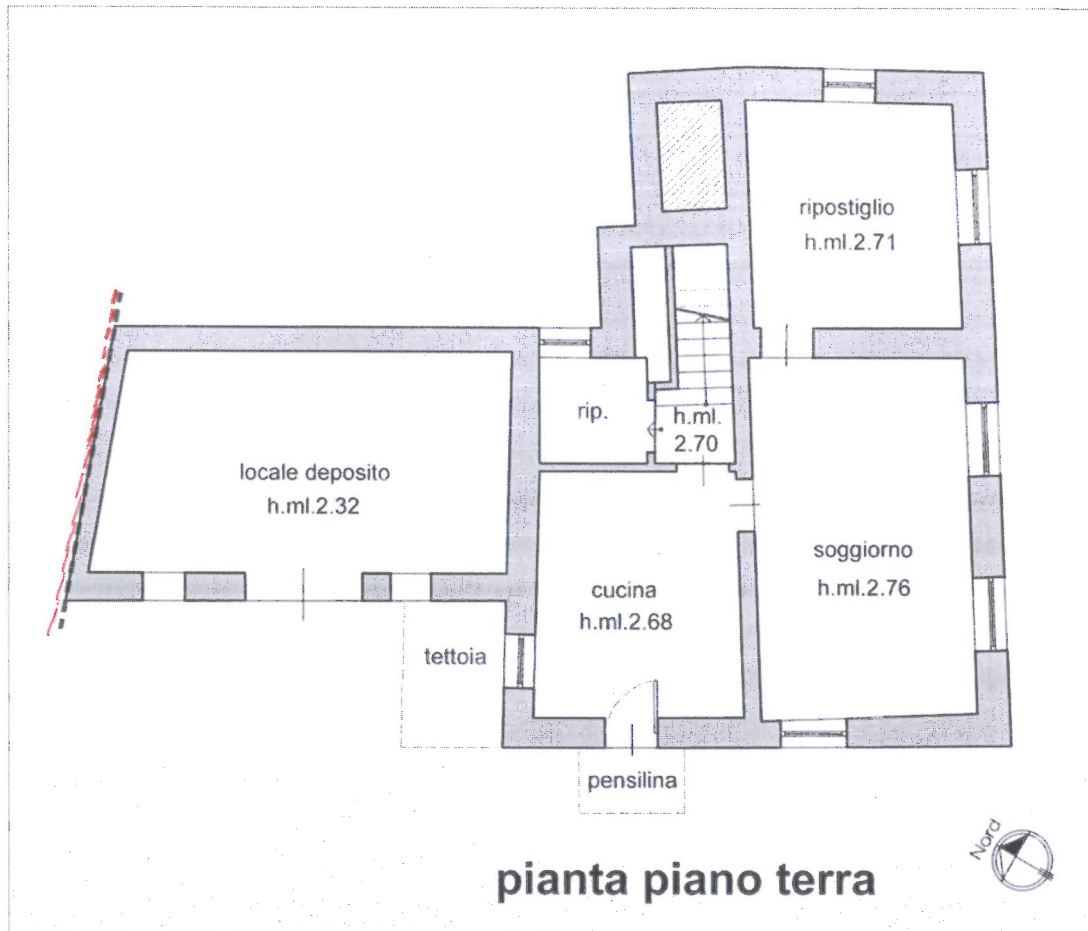 ripostiglio
h.ml.2.71
rip.
h.ml.
2.70
locale deposito
h.ml.2.32
cucina
h.ml.2.68
soggiorno
h.ml.2.76
tettoia
pensilina
Nord
pianta piano terra